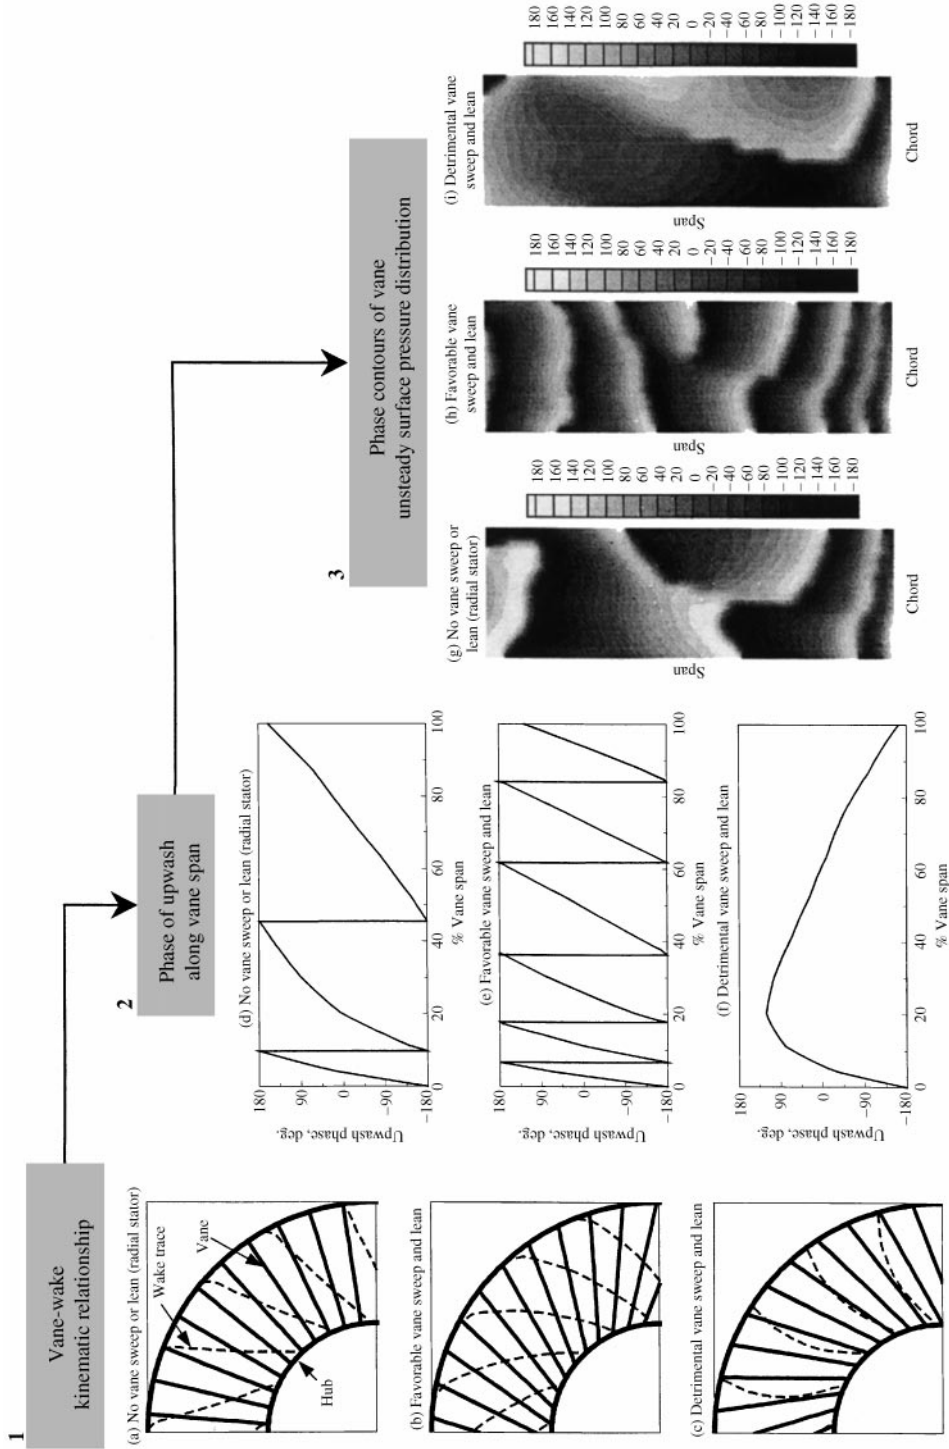 1
Vane-wake
kinematic relationship
(a) No vane sweep or lean (radial stator)
Wake trace
Vane
Hub
(b) Favorable vane sweep and lean
(c) Detrimental vane sweep and lean
2
Phase of upwash
along vane span
(d) No vane sweep or lean (radial stator)
Upwash phase, deg.
180
90
0
−90
−180
0
20
40
60
80
100
% Vane span
(e) Favorable vane sweep and lean
Upwash phase, deg.
180
90
0
−90
−180
0
20
40
60
80
100
% Vane span
(f) Detrimental vane sweep and lean
Upwash phase, deg.
180
90
0
−90
−180
0
20
40
60
80
100
% Vane span
3
Phase contours of vane
unsteady surface pressure distribution
(g) No vane sweep or
lean (radial stator)
Span
Chord
180
160
140
120
100
80
60
40
20
0
−20
−40
−60
−80
−100
−120
−140
−160
−180
(h) Favorable vane
sweep and lean
Span
Chord
180
160
140
120
100
80
60
40
20
0
−20
−40
−60
−80
−100
−120
−140
−160
−180
(i) Detrimental vane
sweep and lean
Span
Chord
180
160
140
120
100
80
60
40
20
0
−20
−40
−60
−80
−100
−120
−140
−160
−180